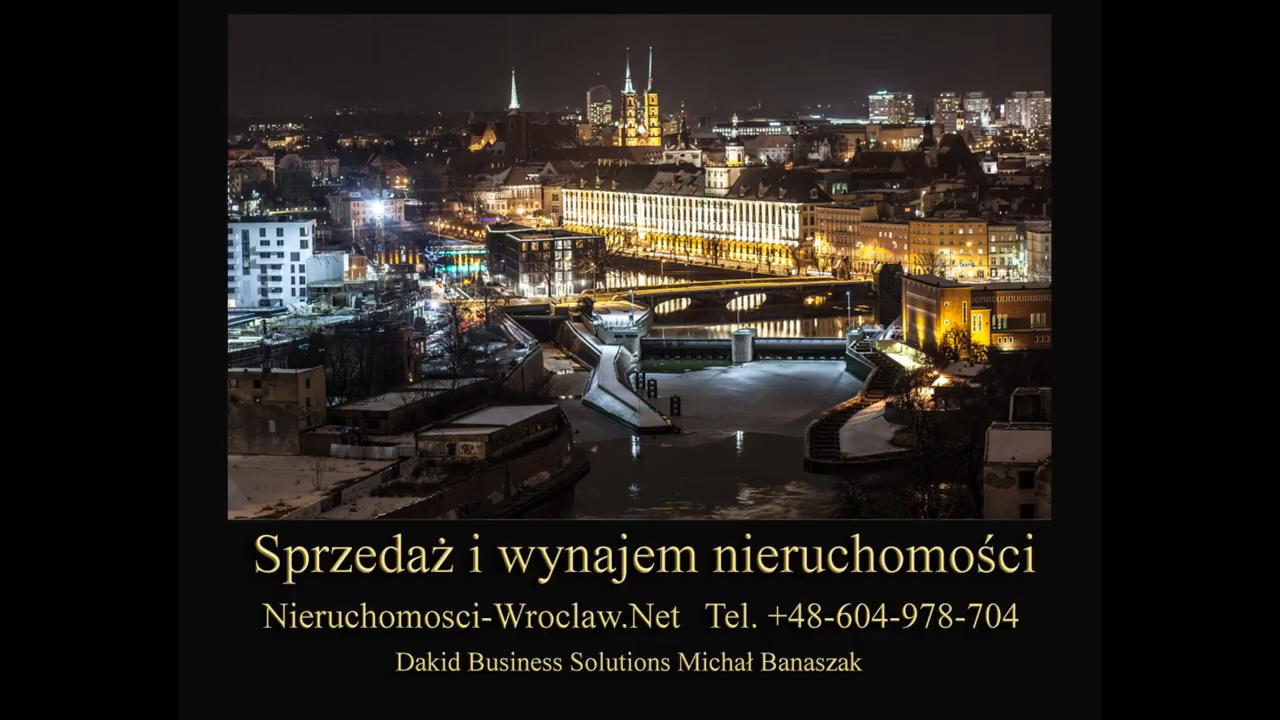 Sprzedaż i wynajem nieruchomości
Nieruchomosci-Wroclaw.Net Tel. +48-604-978-704
Dakid Business Solutions Michał Banaszak